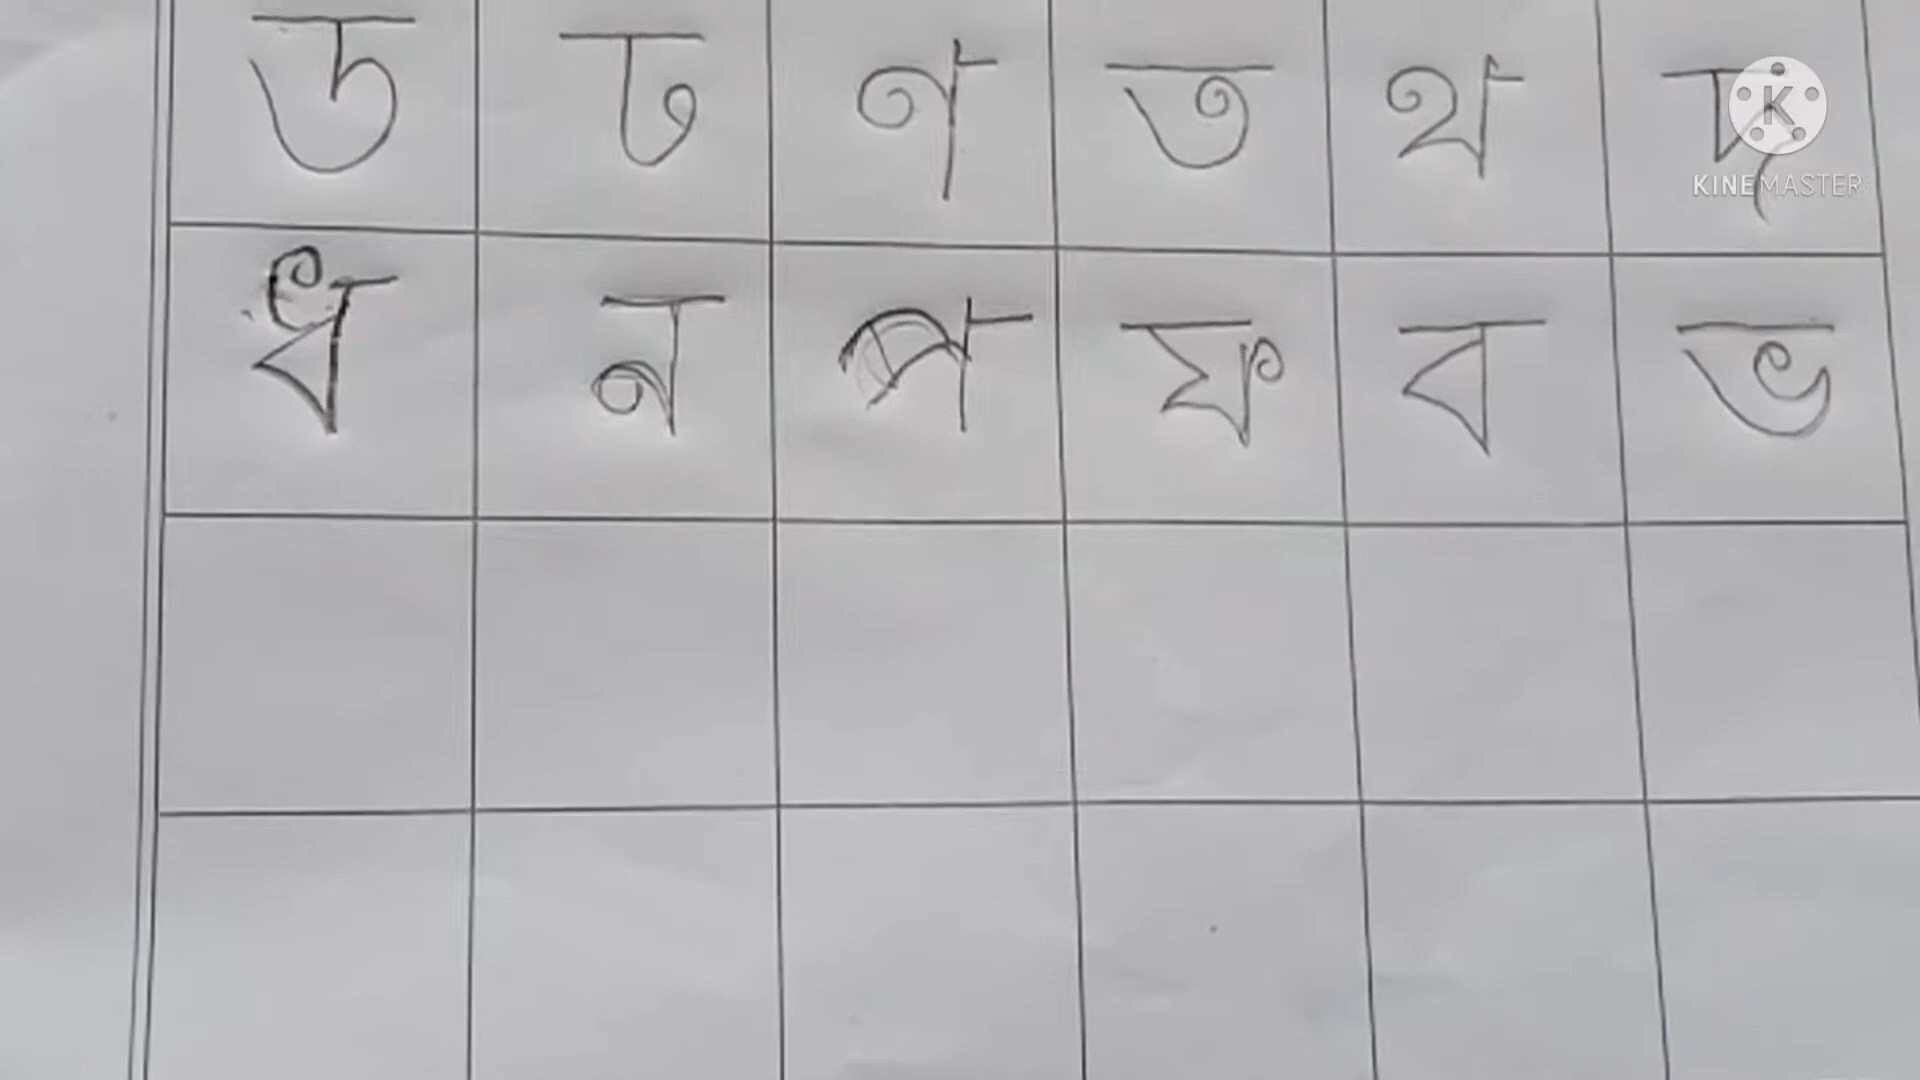 ড ঢ ণ ত থ দ
ধ ন প ফ ব ভ
KINEMASTER